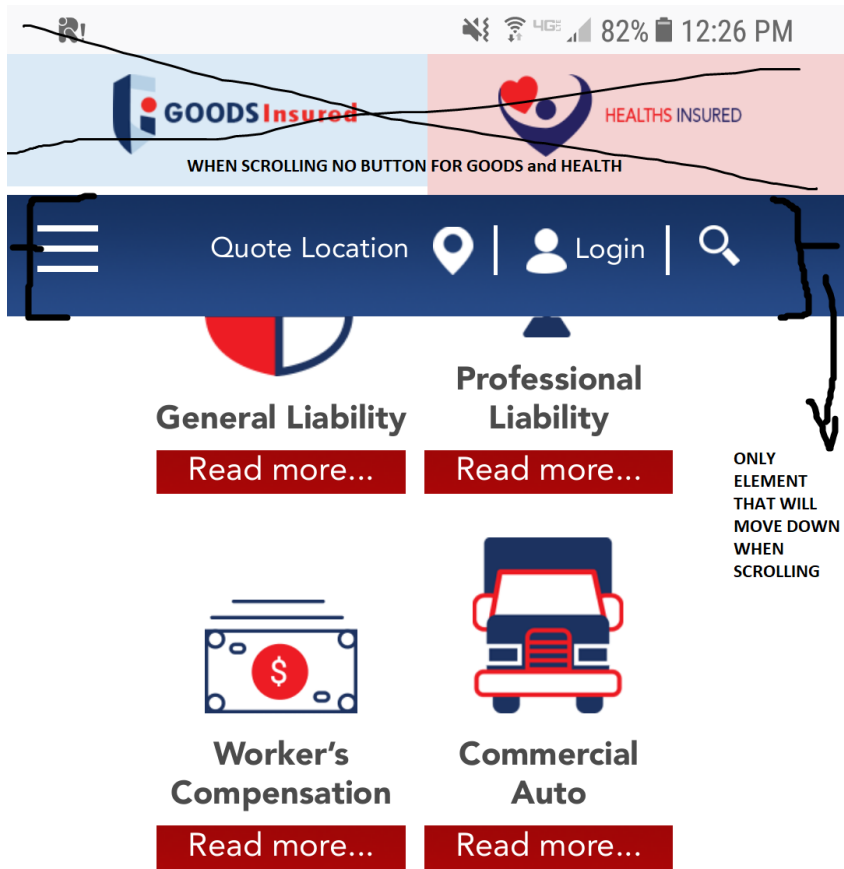 4GE 82% 12:26 PM
GOODS Insured HEALTHS INSURED
WHEN SCROLLING NO BUTTON FOR GOODS and HEALTH
Quote Location Login
General Liability
Professional
Liability
Read more... Read more...
ONLY
ELEMENT
THAT WILL
MOVE DOWN
WHEN
SCROLLING
$
Worker’s
Compensation
Commercial
Auto
Read more... Read more...